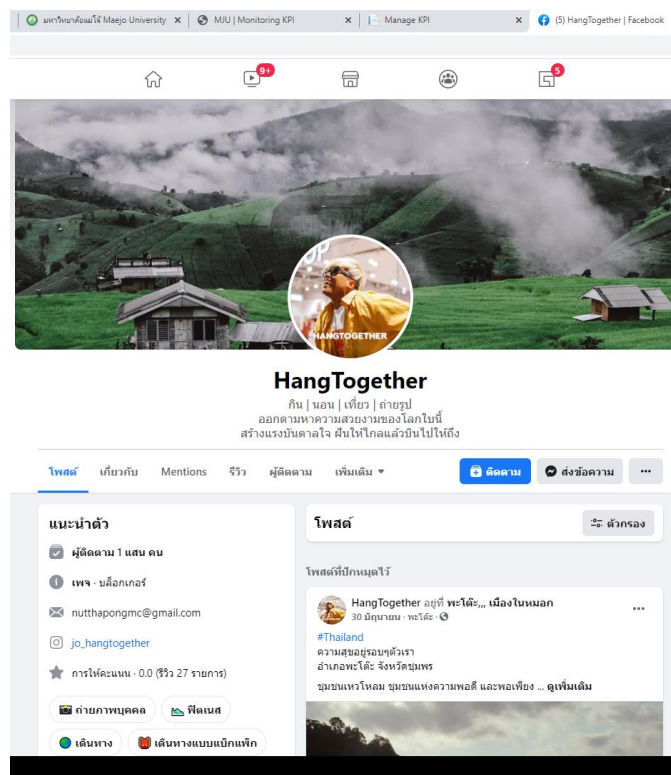 มหาวิทยาลัยแม่โจ้ Maejo University
MJU | Monitoring KPI
Manage KPI
(5) HangTogether | Facebook
9+
5
UP
HANGTOGETHER
HangTogether
กิน | นอน | เที่ยว | ถ่ายรูป
ออกตามหาความสวยงามของโลกใบนี้
สร้างแรงบันดาลใจ ฝันให้ไกลแล้วบินไปให้ถึง
โพสต์
เกี่ยวกับ
Mentions
รีวิว
ผู้ติดตาม
เพิ่มเติม
ติดตาม
ส่งข้อความ
แนะนำตัว
ผู้ติดตาม 1 แสน คน
เพจ · บล็อกเกอร์
nutthapongmc@gmail.com
jo_hangtogether
การให้คะแนน · 0.0 (รีวิว 27 รายการ)
ถ่ายภาพบุคคล
ฟิตเนส
เดินทาง
เดินทางแบบแบ็กแพ็ก
โพสต์
ตัวกรอง
โพสต์ที่ปักหมุดไว้
HangTogether อยู่ที่ พะโต๊ะ,,, เมืองในหมอก
30 มิถุนายน · พะโต๊ะ ·
#Thailand
ความสุขอยู่รอบๆตัวเรา
อำเภอพะโต๊ะ จังหวัดชุมพร
ชุมชนเหวโหลม ชุมชนแห่งความพอดี และพอเพียง ... ดูเพิ่มเติม